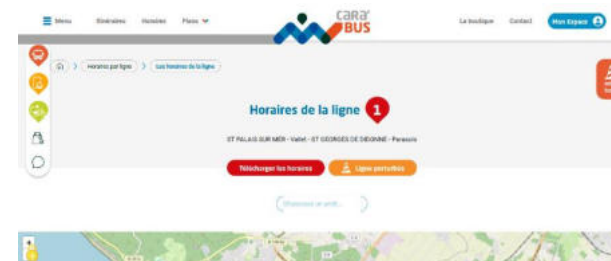 Menu Itinéraires Horaires Plans
cara'
BUS
La boutique Contact Mon Espace
Horaires par ligne Les horaires de la ligne
Horaires de la ligne 1
ST PALAIS SUR MER - Vallet - ST GEORGES DE DIDONNE -
Télécharger les horaires Ligne perturbée